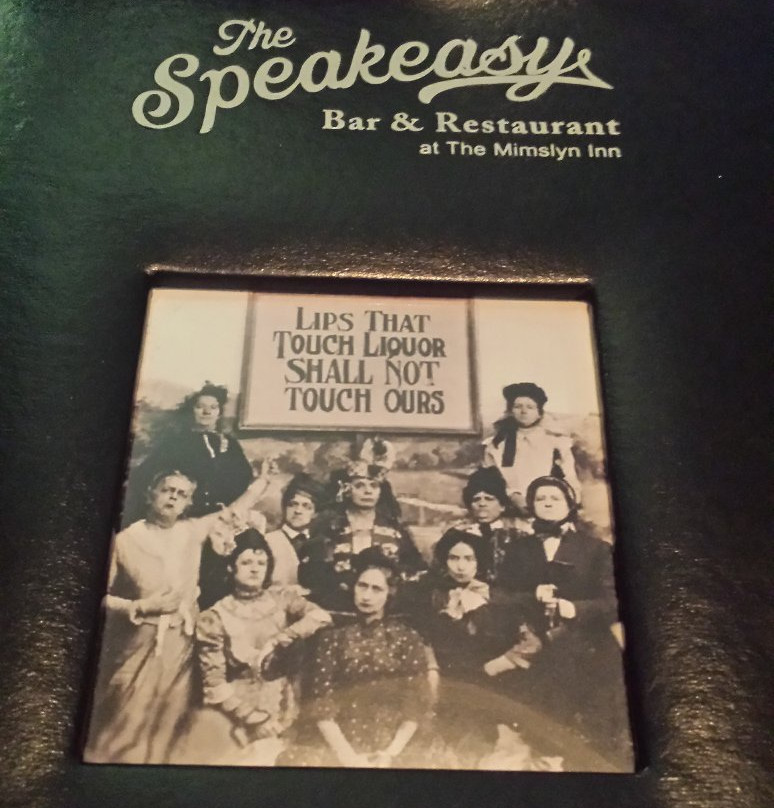 The
Speakeasy
Bar & Restaurant
at The Mimslyn Inn
LIPS THAT
TOUCH LIQUOR
SHALL NOT
TOUCH OURS